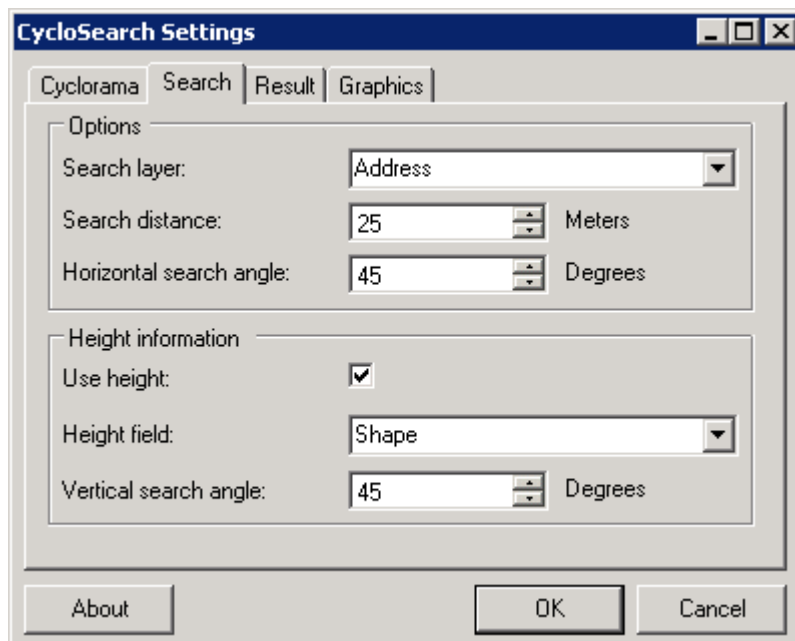 CycloSearch Settings
Cyclorama Search Result Graphics
Options
Search layer: Address
Search distance: 25 Meters
Horizontal search angle: 45 Degrees
Height information
Use height:
Height field: Shape
Vertical search angle: 45 Degrees
About OK Cancel